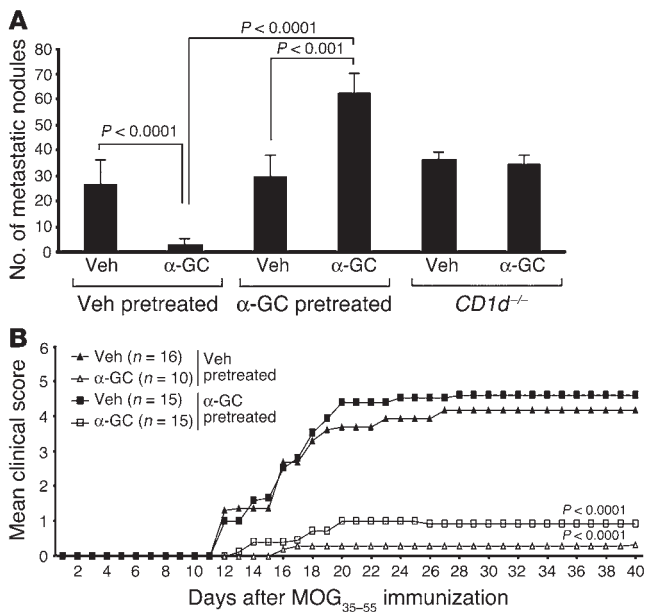 A
P < 0.0001
P < 0.001
P < 0.0001
No. of metastatic nodules
80
70
60
50
40
30
20
10
0
Veh α-GC Veh α-GC Veh α-GC
Veh pretreated α-GC pretreated CD1d–/–
B
Mean clinical score
6
5
4
3
2
1
0
Veh (n = 16)
α-GC (n = 10)
Veh pretreated
Veh (n = 15)
α-GC (n = 15)
α-GC pretreated
P < 0.0001
P < 0.0001
2 4 6 8 10 12 14 16 18 20 22 24 26 28 30 32 34 36 38 40
Days after MOG35–55 immunization